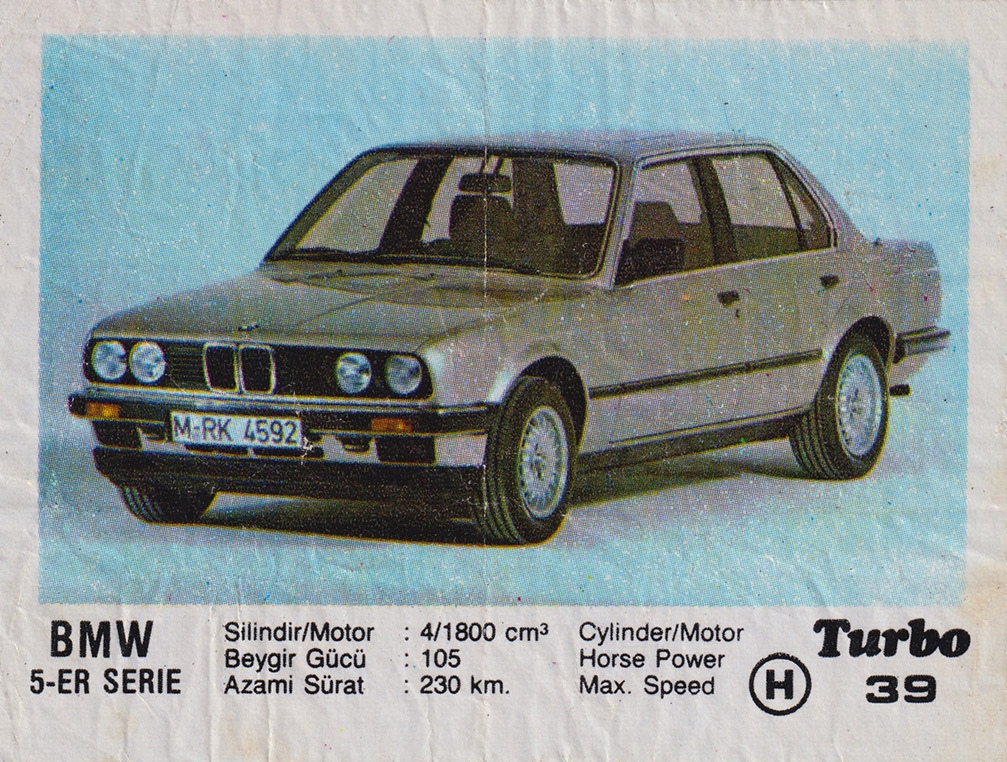 M-RK 4592
BMW
5-ER SERIE
Silindir/Motor : 4/1800 cm³ Cylinder/Motor
Beygir Gücü : 105 Horse Power
Azami Sürat : 230 km. Max. Speed
H
Turbo
39